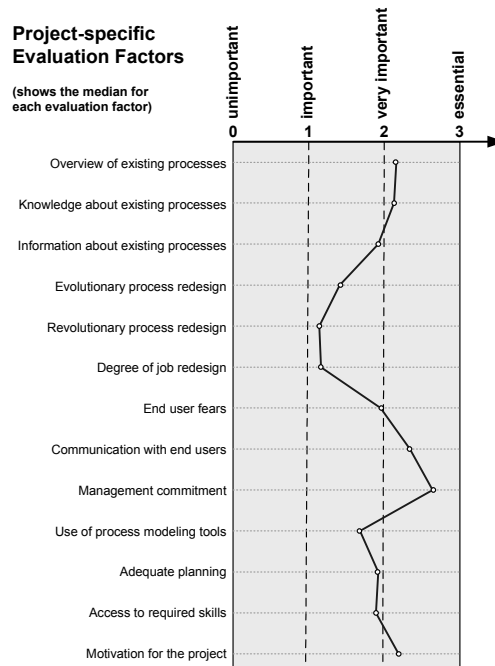 Project-specific
Evaluation Factors
(shows the median for
each evaluation factor)
unimportant
important
very important
essential
0 1 2 3
Overview of existing processes
Knowledge about existing processes
Information about existing processes
Evolutionary process redesign
Revolutionary process redesign
Degree of job redesign
End user fears
Communication with end users
Management commitment
Use of process modeling tools
Adequate planning
Access to required skills
Motivation for the project